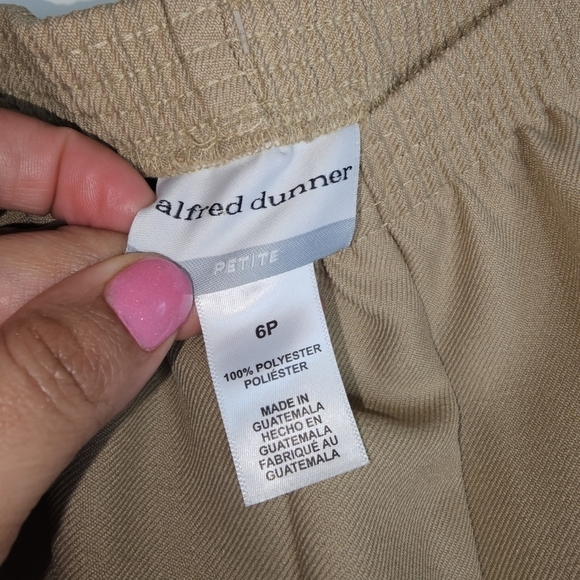 alfred dunner
PETITE
6P
100% POLYESTER
POLIÉSTER
MADE IN
GUATEMALA
HECHO EN
GUATEMALA
FABRIQUÉ AU
GUATEMALA